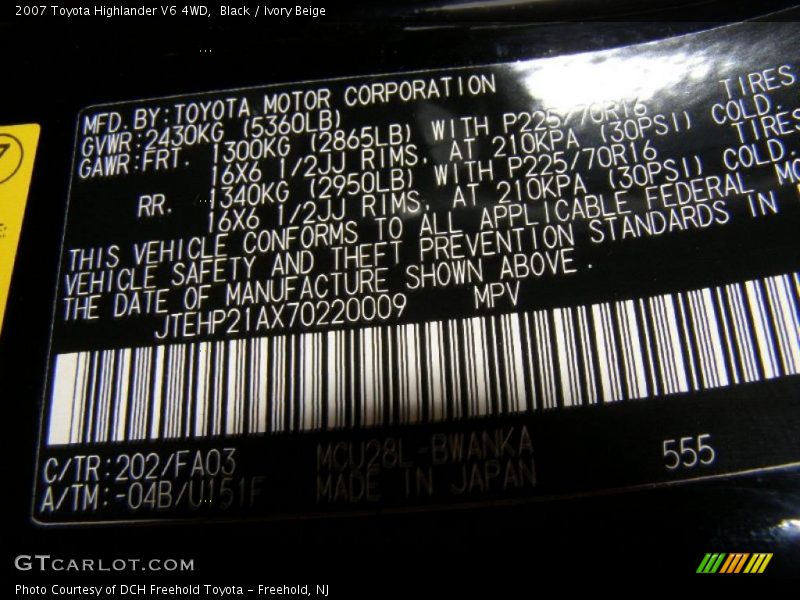 2007 Toyota Highlander V6 4WD,  Black / Ivory Beige
MFD.BY:TOYOTA MOTOR CORPORATION
GVWR:2430KG (5360LB)
GAWR:FRT. 1300KG (2865LB) WITH P225/70R16 TIRES
16X6 1/2JJ RIMS, AT 210KPA (30PSI) COLD.
RR. 1340KG (2950LB) WITH P225/70R16 TIRES
16X6 1/2JJ RIMS, AT 210KPA (30PSI) COLD.
THIS VEHICLE CONFORMS TO ALL APPLICABLE FEDERAL MO
VEHICLE SAFETY AND THEFT PREVENTION STANDARDS IN
THE DATE OF MANUFACTURE SHOWN ABOVE.
JTEHP21AX70220009 MPV
C/TR:202/FA03 MCU28L-BWANKA 555
A/TM:-04B/U151F MADE IN JAPAN
GTCARLOT.COM
Photo Courtesy of DCH Freehold Toyota - Freehold, NJ